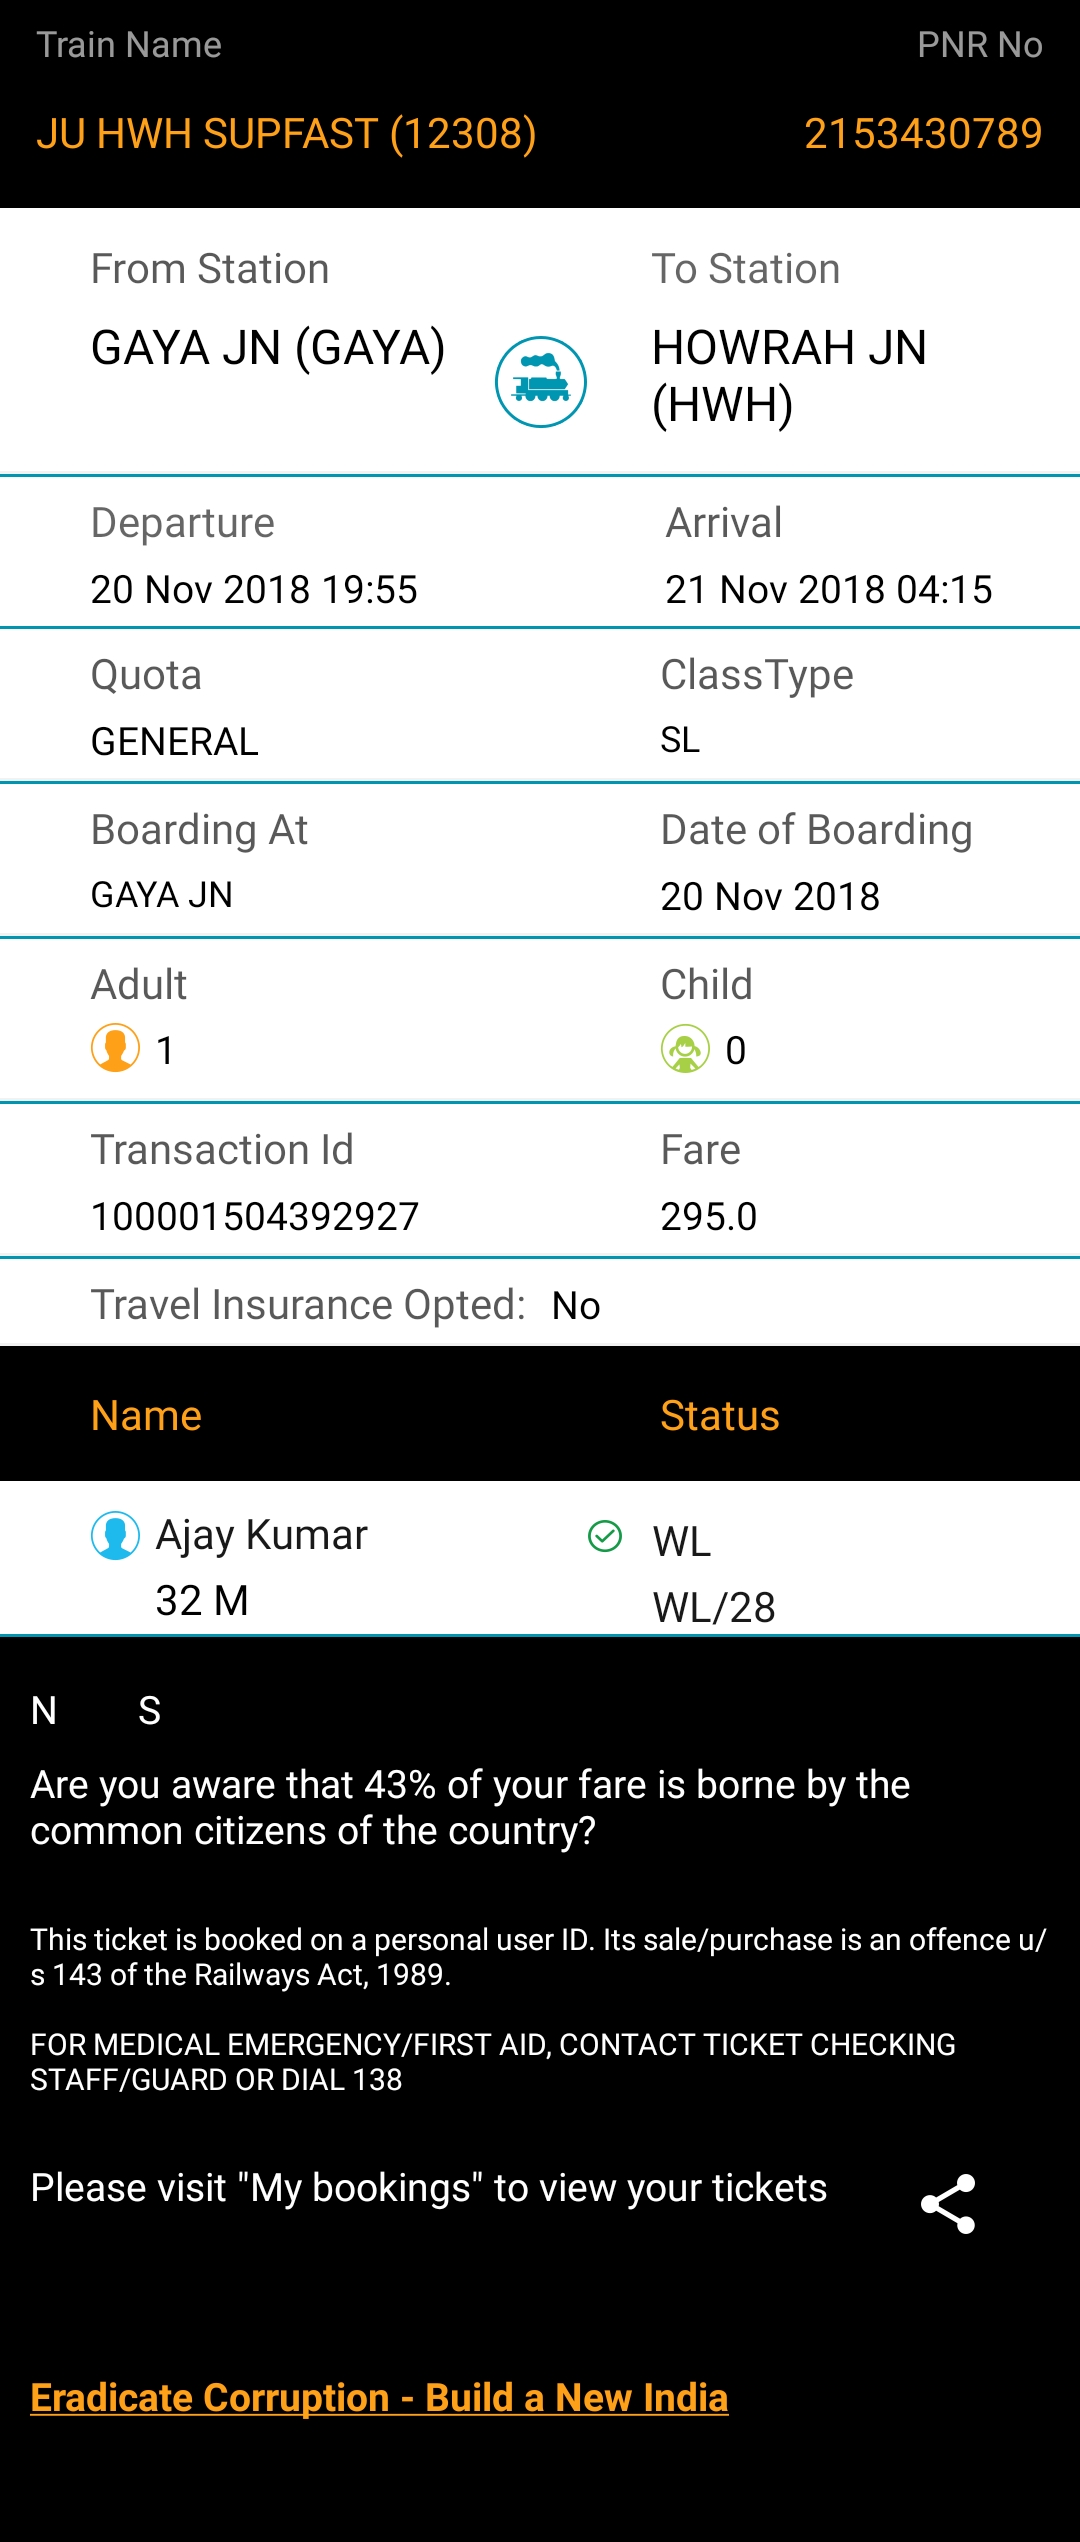 Train Name PNR No
JU HWH SUPFAST (12308) 2153430789
From Station To Station
GAYA JN (GAYA) HOWRAH JN
(HWH)
Departure Arrival
20 Nov 2018 19:55 21 Nov 2018 04:15
Quota ClassType
GENERAL SL
Boarding At Date of Boarding
GAYA JN 20 Nov 2018
Adult Child
1 0
Transaction Id Fare
100001504392927 295.0
Travel Insurance Opted: No
Name Status
Ajay Kumar WL
32 M WL/28
N S
Are you aware that 43% of your fare is borne by the
common citizens of the country?
This ticket is booked on a personal user ID. Its sale/purchase is an offence u/
s 143 of the Railways Act, 1989.
FOR MEDICAL EMERGENCY/FIRST AID, CONTACT TICKET CHECKING
STAFF/GUARD OR DIAL 138
Please visit "My bookings" to view your tickets
Eradicate Corruption - Build a New India